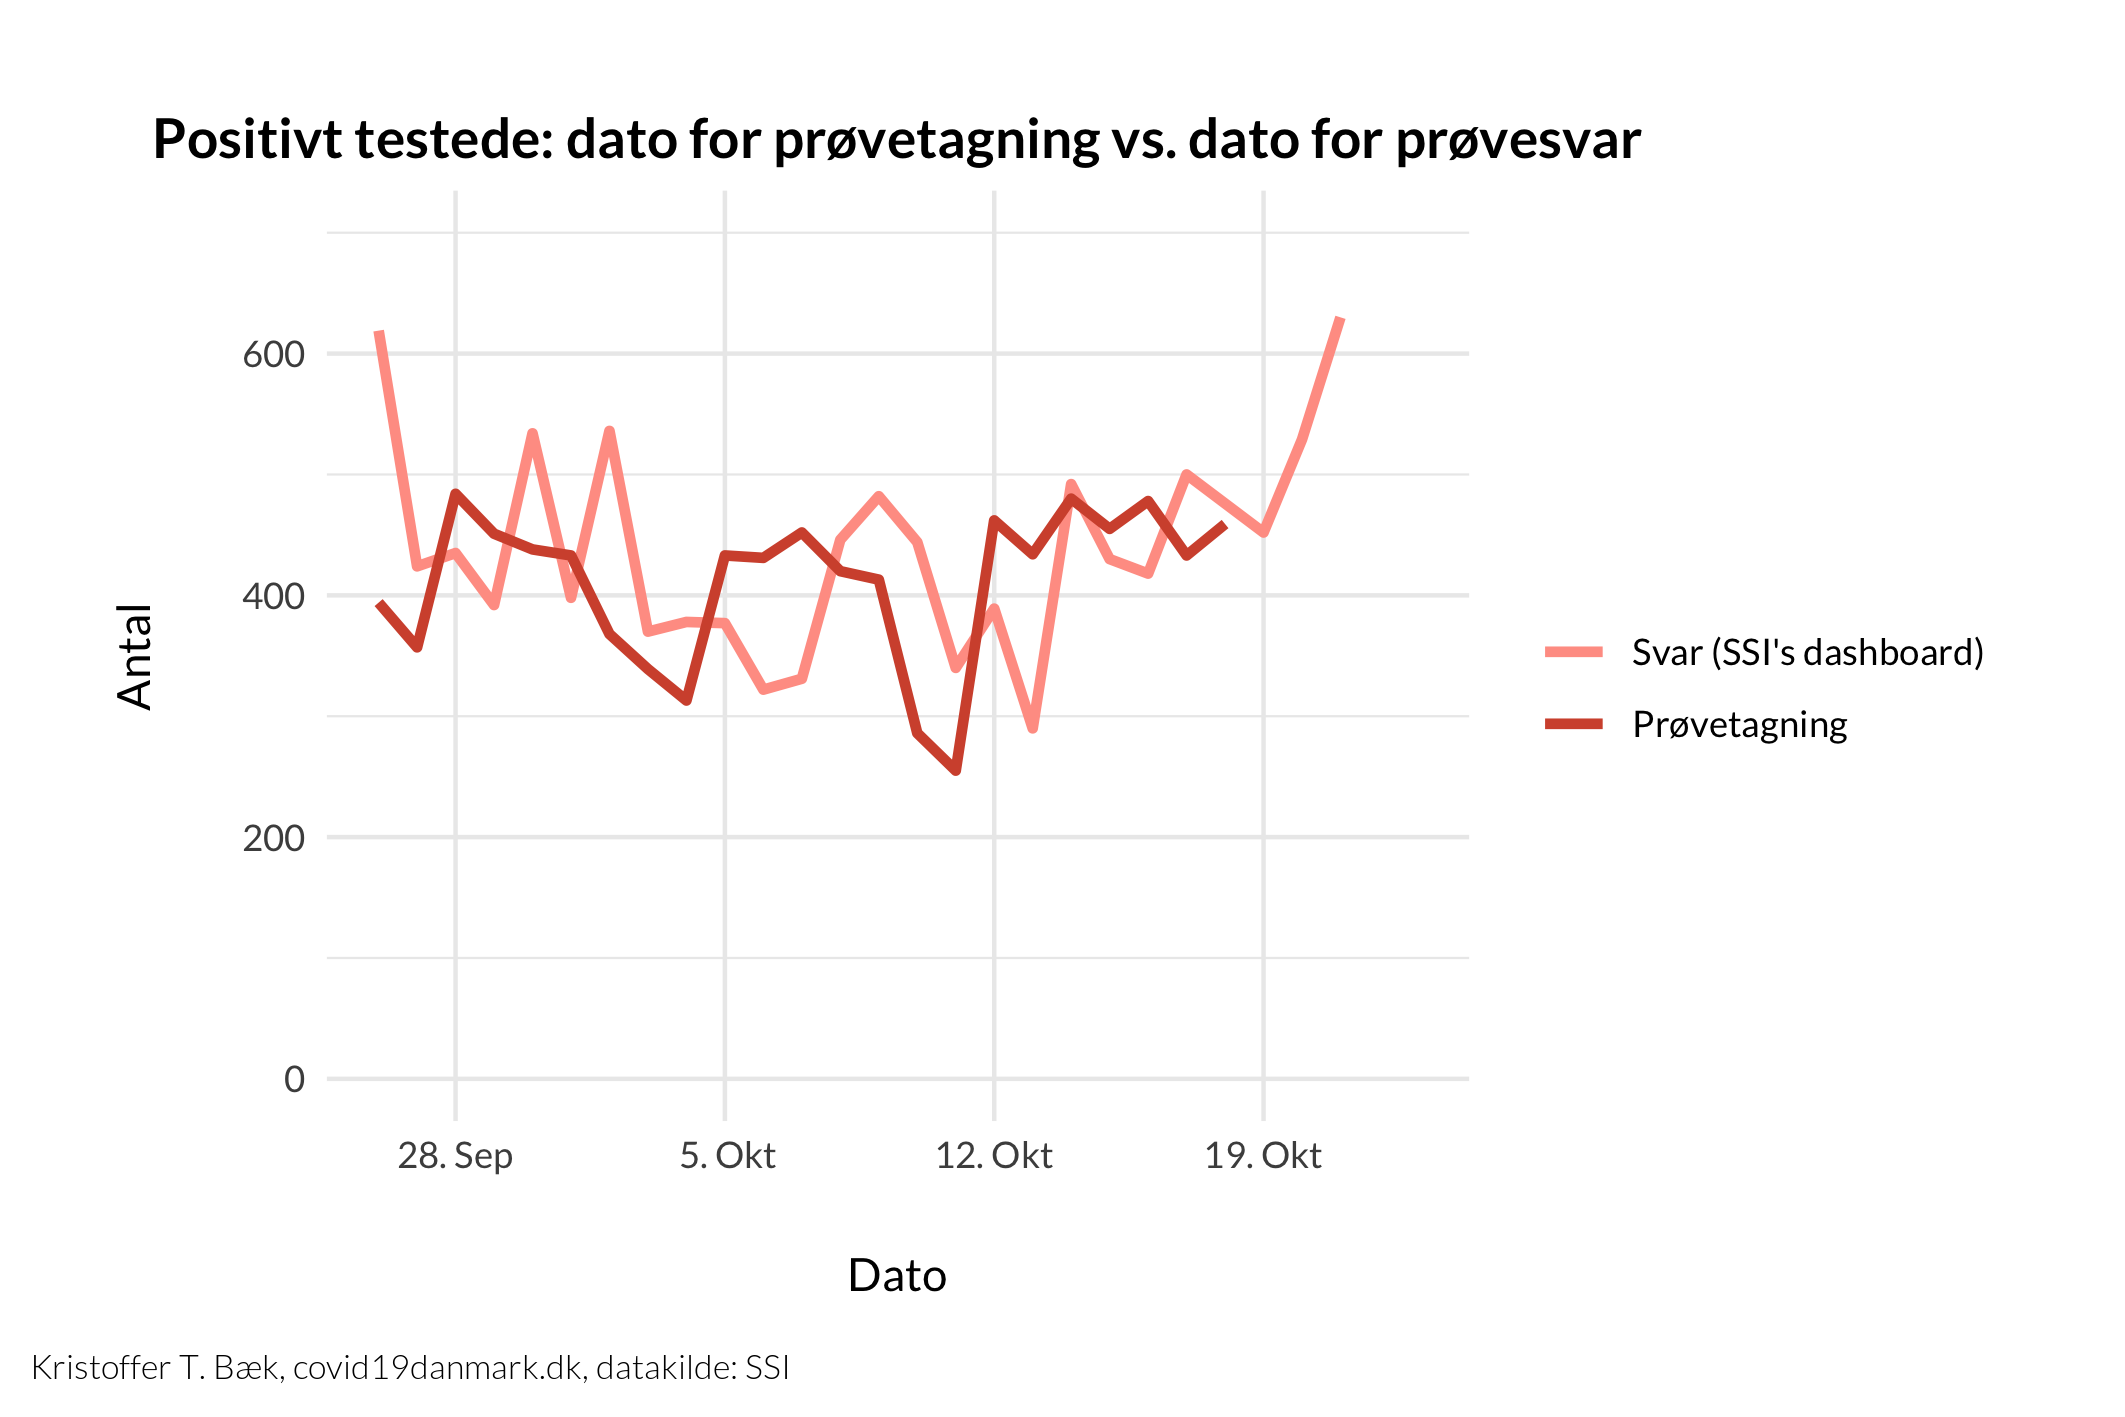 Positivt testede: dato for prøvetagning vs. dato for prøvesvar
Antal
600
400
200
0
28. Sep
5. Okt
12. Okt
19. Okt
Dato
Svar (SSI's dashboard)
Prøvetagning
Kristoffer T. Bæk, covid19danmark.dk, datakilde: SSI